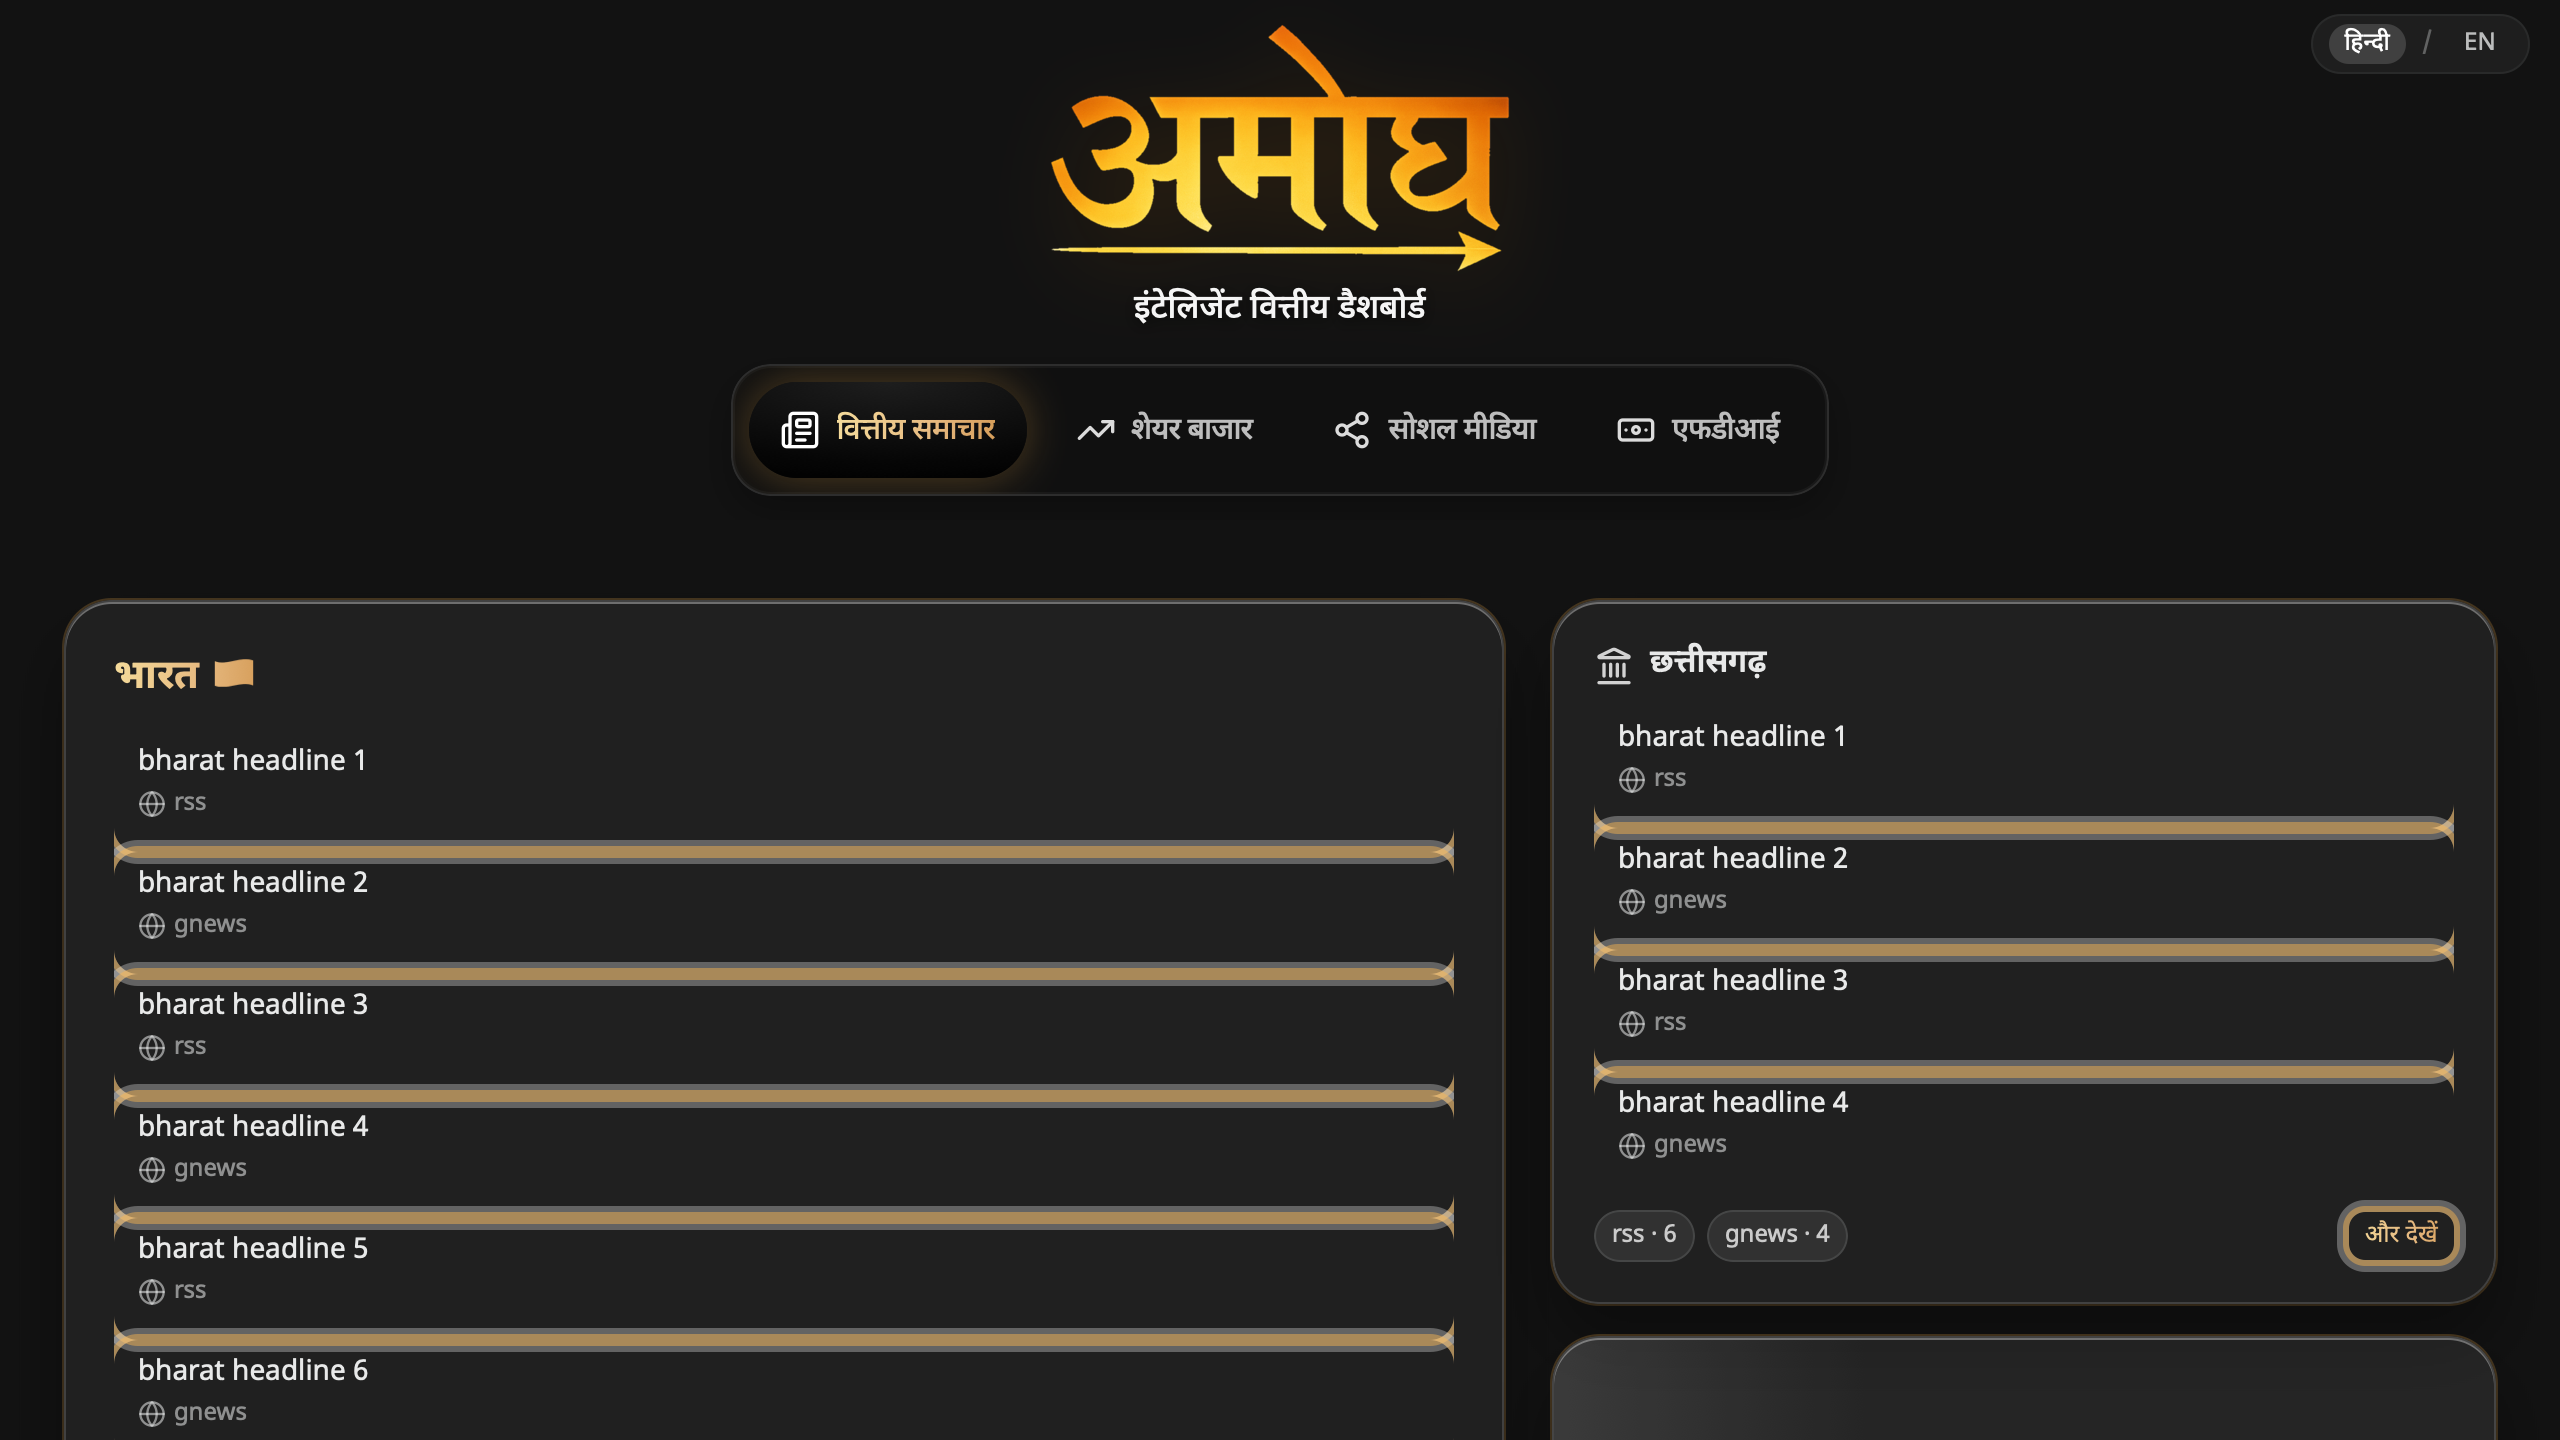 हिन्दी / EN
अमोघ
इंटेलिजेंट वित्तीय डैशबोर्ड
वित्तीय समाचार
शेयर बाजार
सोशल मीडिया
एफडीआई
भारत
bharat headline 1
rss
bharat headline 2
gnews
bharat headline 3
rss
bharat headline 4
gnews
bharat headline 5
rss
bharat headline 6
gnews
छत्तीसगढ़
bharat headline 1
rss
bharat headline 2
gnews
bharat headline 3
rss
bharat headline 4
gnews
rss · 6
gnews · 4
और देखें